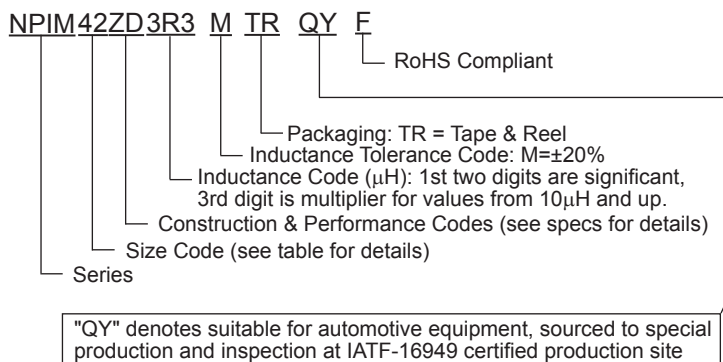 NPIM42ZD3R3 M TR QY F
RoHS Compliant
Packaging: TR = Tape & Reel
Inductance Tolerance Code: M=±20%
Inductance Code (μH): 1st two digits are significant,
3rd digit is multiplier for values from 10μH and up.
Construction & Performance Codes (see specs for details)
Size Code (see table for details)
Series
"QY" denotes suitable for automotive equipment, sourced to special
production and inspection at IATF-16949 certified production site